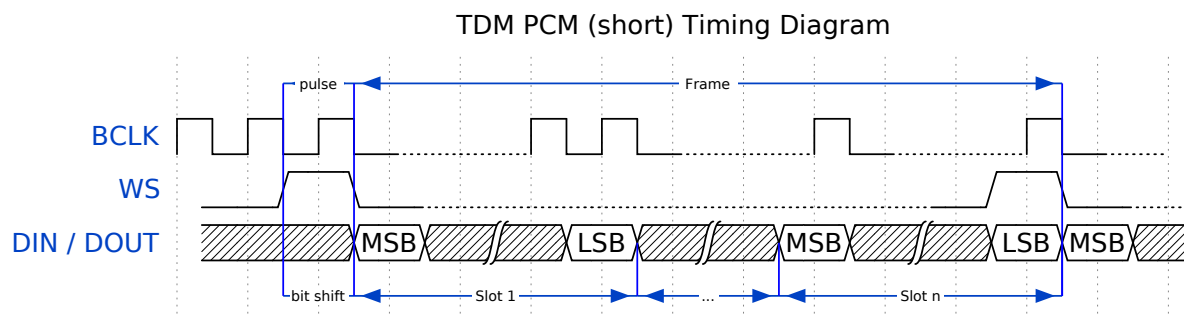 TDM PCM (short) Timing Diagram
pulse
Frame
BCLK
WS
DIN / DOUT
MSB
LSB
MSB
LSB
MSB
bit shift
Slot 1
...
Slot n